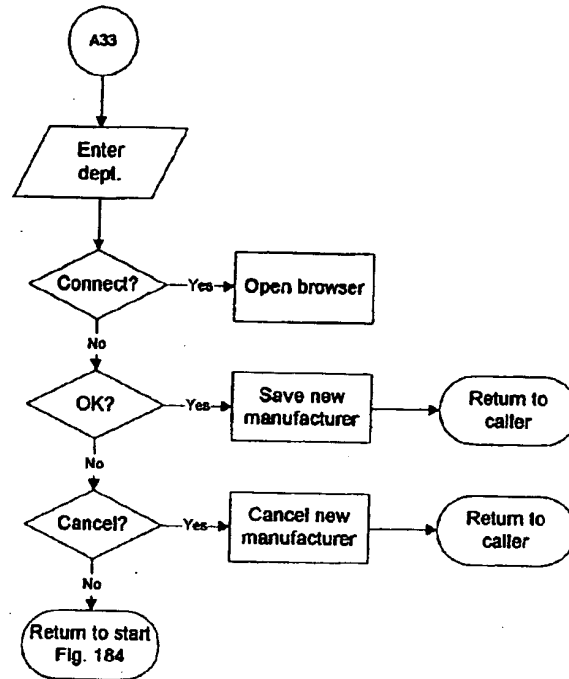 A33
Enter
dept.
Connect?
Yes
Open browser
No
OK?
Yes
Save new
manufacturer
Return to
caller
No
Cancel?
Yes
Cancel new
manufacturer
Return to
caller
No
Return to start
Fig. 184